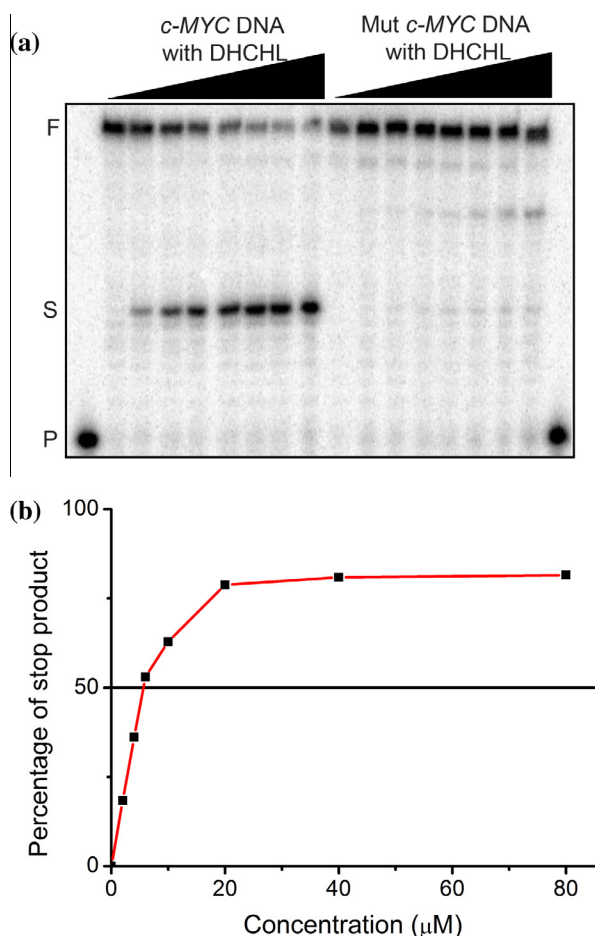 (a)
c-MYC DNA
with DHCHL
Mut c-MYC DNA
with DHCHL
F
S
P
(b)
Percentage of stop product
100
50
0
0 20 40 60 80
Concentration (μM)